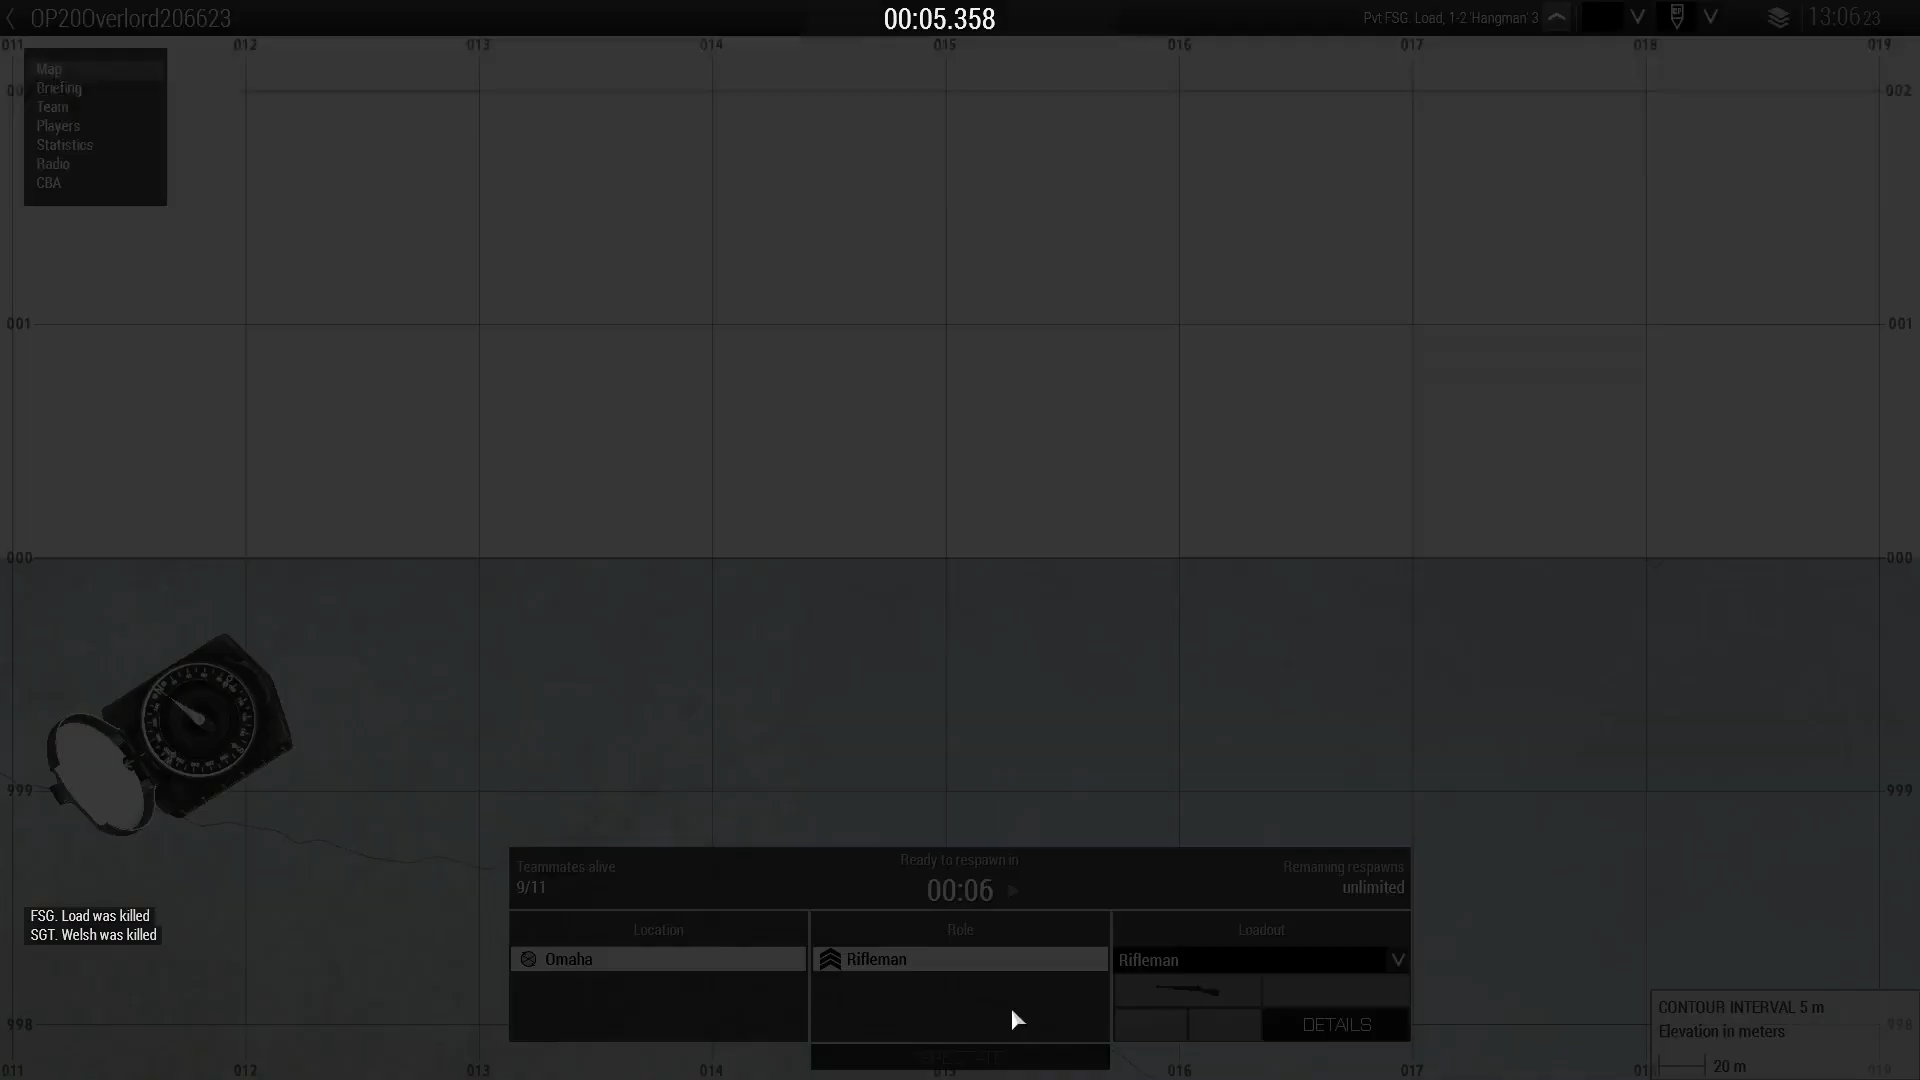 OP20Overlord206623
00:05.358
Pvt FSG. Load, 1-2 'Hangman' 3
13:06 23
011 012 013 014 015 016 017 018 019
Map
Briefing
Team
Players
Statistics
Radio
CBA
00 002
001 001
000 000
999 999
Teammates alive
9/11
Ready to respawn in
00:06
Remaining respawns
unlimited
FSG. Load was killed
SGT. Welsh was killed
Location
Omaha
Role
Rifleman
Loadout
Rifleman
DETAILS
CONTOUR INTERVAL 5 m
Elevation in meters
20 m
998 998
011 012 013 014 015 016 017 01 019